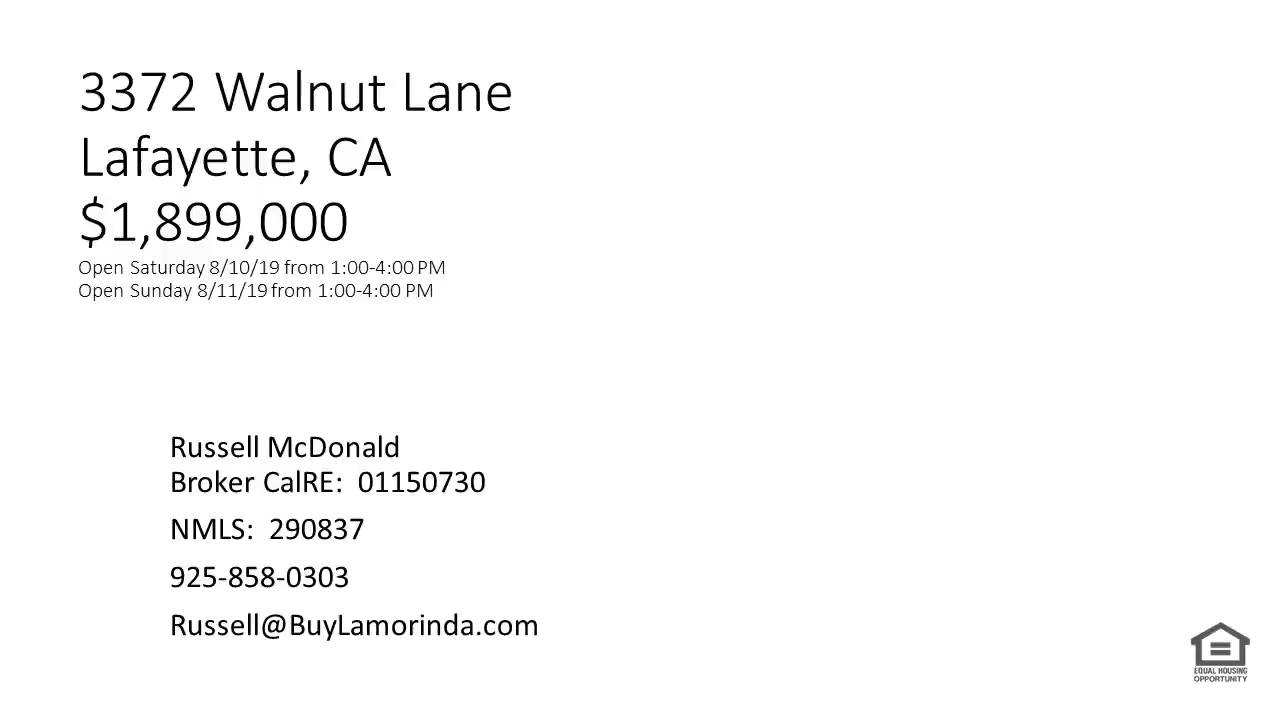 3372 Walnut Lane
Lafayette, CA
$1,899,000
Open Saturday 8/10/19 from 1:00-4:00 PM
Open Sunday 8/11/19 from 1:00-4:00 PM
Russell McDonald
Broker CalRE: 01150730
NMLS: 290837
925-858-0303
Russell@BuyLamorinda.com
EQUAL HOUSING
OPPORTUNITY